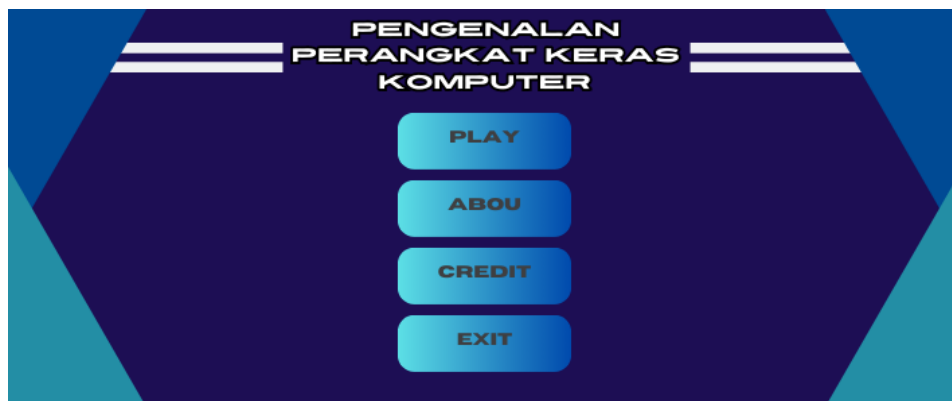 PENGENALAN
PERANGKAT KERAS
KOMPUTER
PLAY
ABOU
CREDIT
EXIT